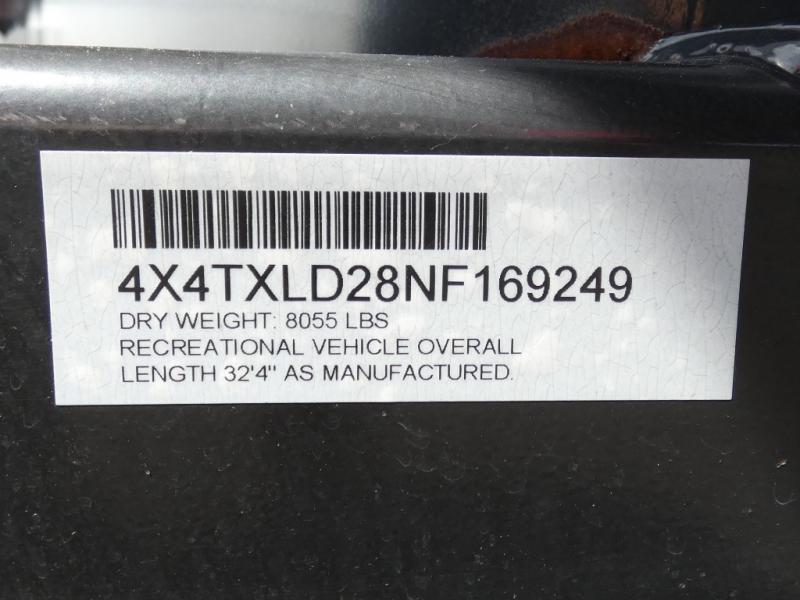 4X4TXLD28NF169249
DRY WEIGHT: 8055 LBS
RECREATIONAL VEHICLE OVERALL
LENGTH 32'4" AS MANUFACTURED.